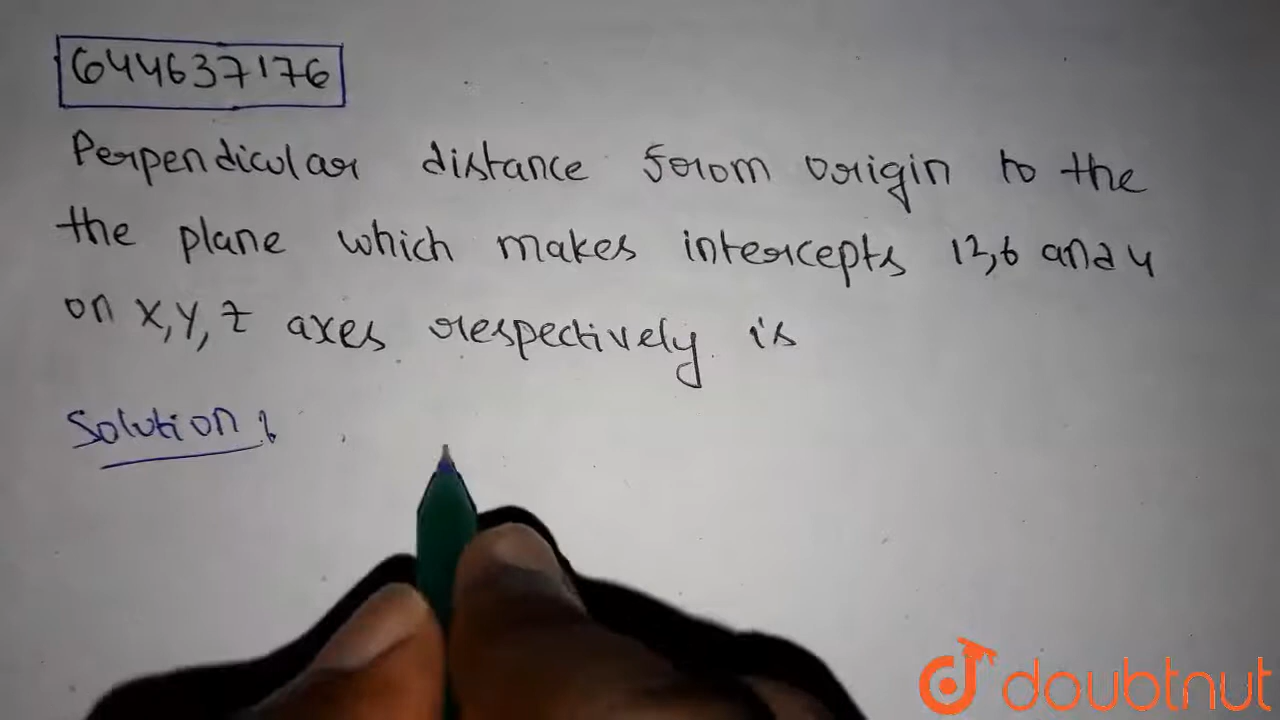 644637176
Perpendicular distance from origin to the
the plane which makes intercepts 12,6 and 4
on X,Y,Z axes respectively is
Solution:
doubtnut